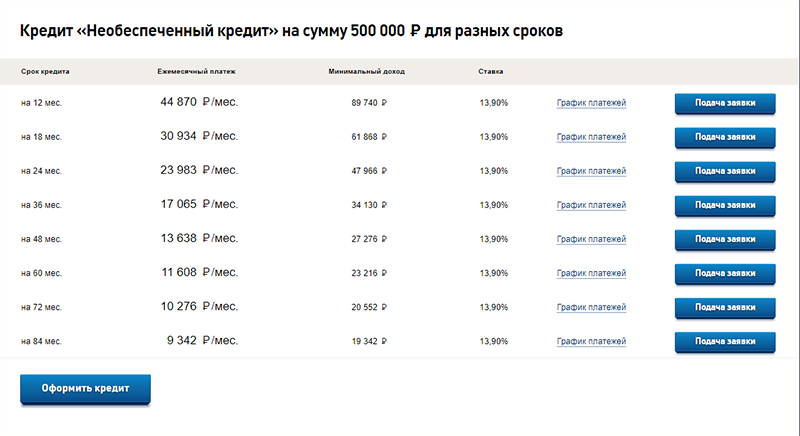 Кредит «Необеспеченный кредит» на сумму 500 000 ₽ для разных сроков
Срок кредита Ежемесячный платеж Минимальный доход Ставка
на 12 мес. 44 870 ₽/мес. 89 740 ₽ 13,90% График платежей Подача заявки
на 18 мес. 30 934 ₽/мес. 61 868 ₽ 13,90% График платежей Подача заявки
на 24 мес. 23 983 ₽/мес. 47 966 ₽ 13,90% График платежей Подача заявки
на 36 мес. 17 065 ₽/мес. 34 130 ₽ 13,90% График платежей Подача заявки
на 48 мес. 13 638 ₽/мес. 27 276 ₽ 13,90% График платежей Подача заявки
на 60 мес. 11 608 ₽/мес. 23 216 ₽ 13,90% График платежей Подача заявки
на 72 мес. 10 276 ₽/мес. 20 552 ₽ 13,90% График платежей Подача заявки
на 84 мес. 9 342 ₽/мес. 19 342 ₽ 13,90% График платежей Подача заявки
Оформить кредит